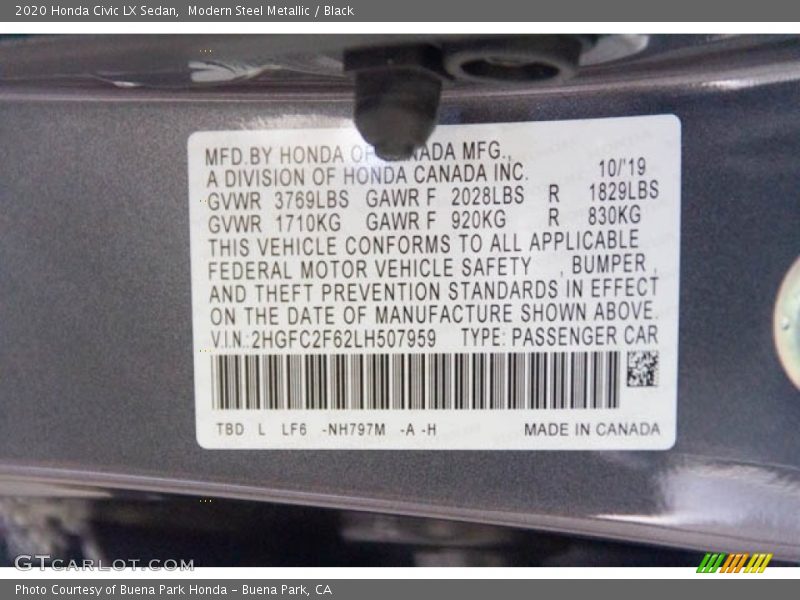 2020 Honda Civic LX Sedan, Modern Steel Metallic / Black
MFD.BY HONDA OF CANADA MFG.,
A DIVISION OF HONDA CANADA INC. 10/'19
GVWR 3769LBS GAWR F 2028LBS R 1829LBS
GVWR 1710KG GAWR F 920KG R 830KG
THIS VEHICLE CONFORMS TO ALL APPLICABLE
FEDERAL MOTOR VEHICLE SAFETY , BUMPER ,
AND THEFT PREVENTION STANDARDS IN EFFECT
ON THE DATE OF MANUFACTURE SHOWN ABOVE.
V.I.N.:2HGFC2F62LH507959 TYPE: PASSENGER CAR
TBD L LF6 -NH797M -A -H MADE IN CANADA
GTCARLOT.COM
Photo Courtesy of Buena Park Honda – Buena Park, CA